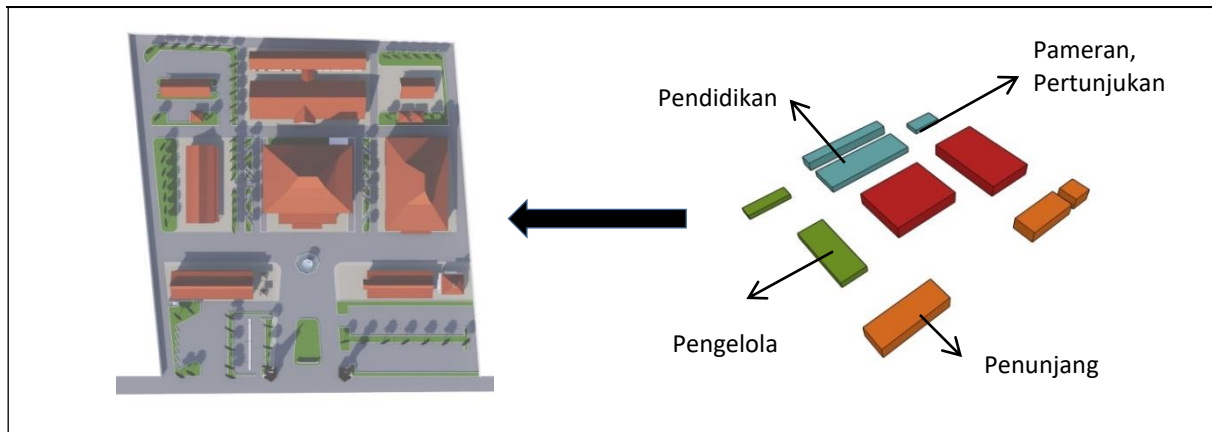 Pameran,
Pertunjukan
Pendidikan
Pengelola
Penunjang